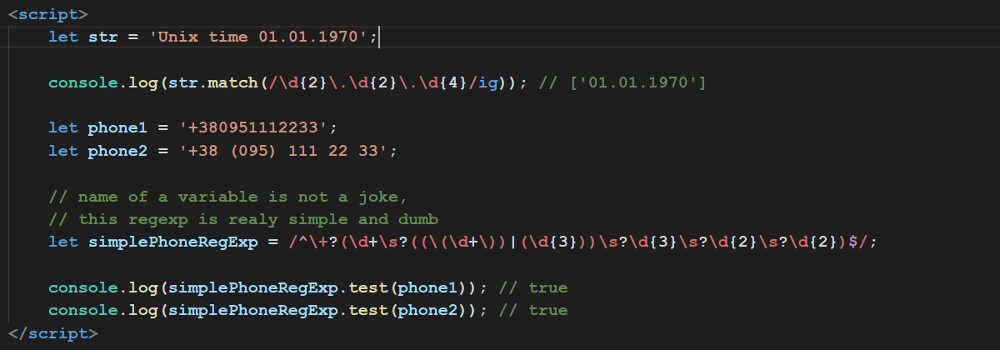 <script>
let str = 'Unix time 01.01.1970';
console.log(str.match(/\d{2}\.\d{2}\.\d{4}/ig)); // ['01.01.1970']
let phone1 = '+380951112233';
let phone2 = '+38 (095) 111 22 33';
// name of a variable is not a joke,
// this regexp is realy simple and dumb
let simplePhoneRegExp = /^\+?(\d+\s?((\(\d+\))|(\d{3}))\s?\d{3}\s?\d{2}\s?\d{2})$/;
console.log(simplePhoneRegExp.test(phone1)); // true
console.log(simplePhoneRegExp.test(phone2)); // true
</script>